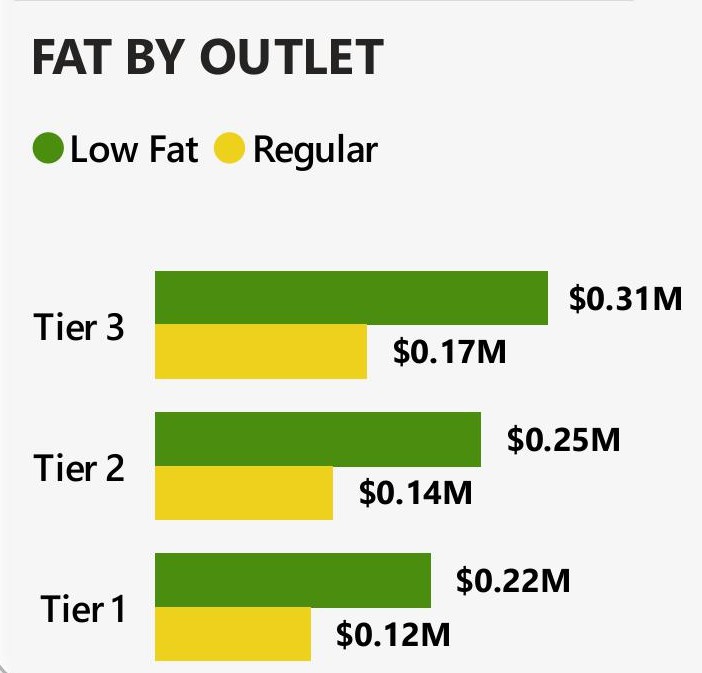 FAT BY OUTLET
Low Fat Regular
$0.31M
Tier 3
$0.17M
$0.25M
Tier 2
$0.14M
$0.22M
Tier 1
$0.12M